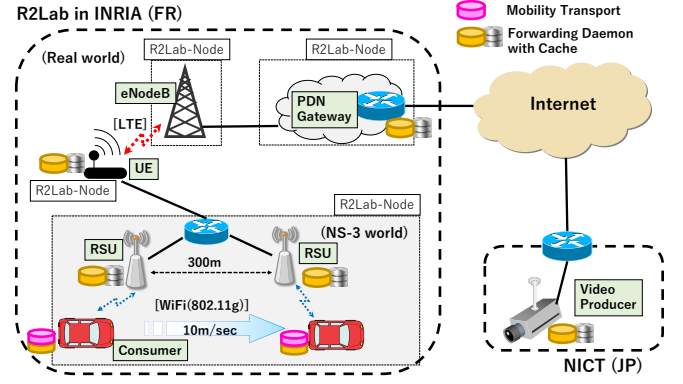 R2Lab in INRIA (FR)
Mobility Transport
Forwarding Daemon
with Cache
(Real world)
R2Lab-Node
R2Lab-Node
eNodeB
PDN
Gateway
Internet
[LTE]
UE
R2Lab-Node
R2Lab-Node
(NS-3 world)
RSU
RSU
300m
[WiFi(802.11g)]
10m/sec
Consumer
Video
Producer
NICT (JP)